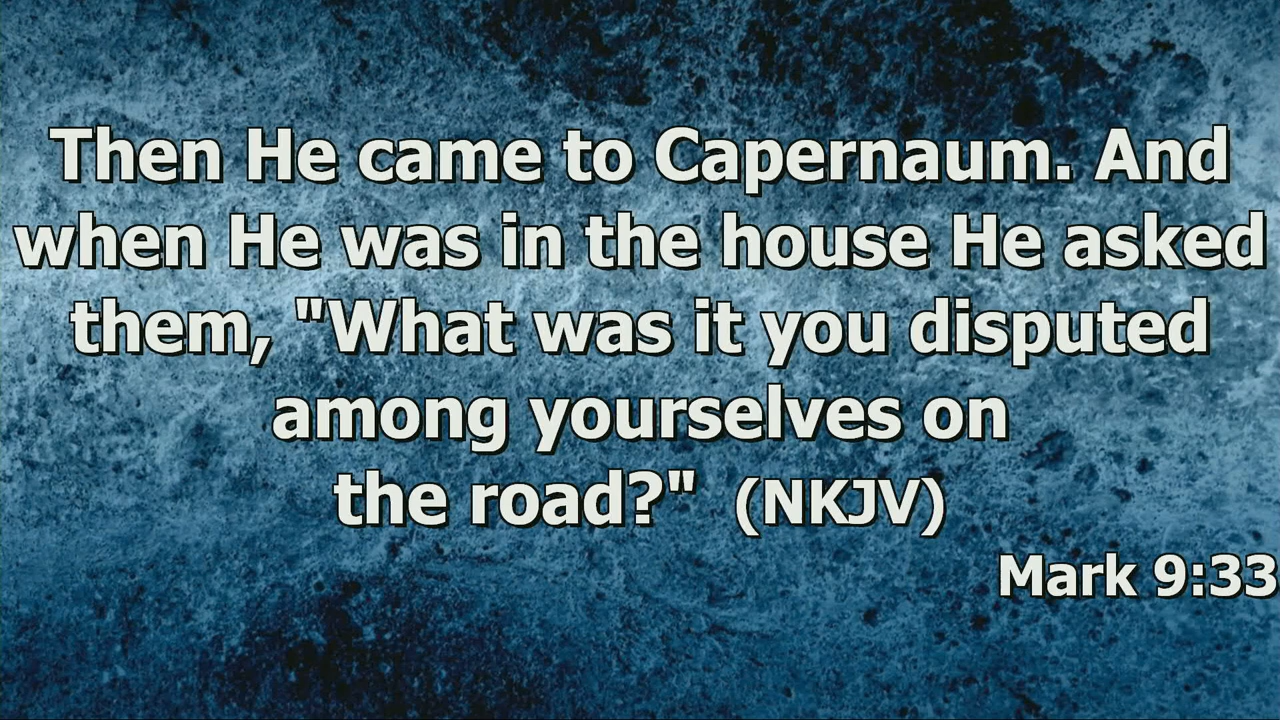 Then He came to Capernaum. And
when He was in the house He asked
them, "What was it you disputed
among yourselves on
the road?"  (NKJV)
Mark 9:33